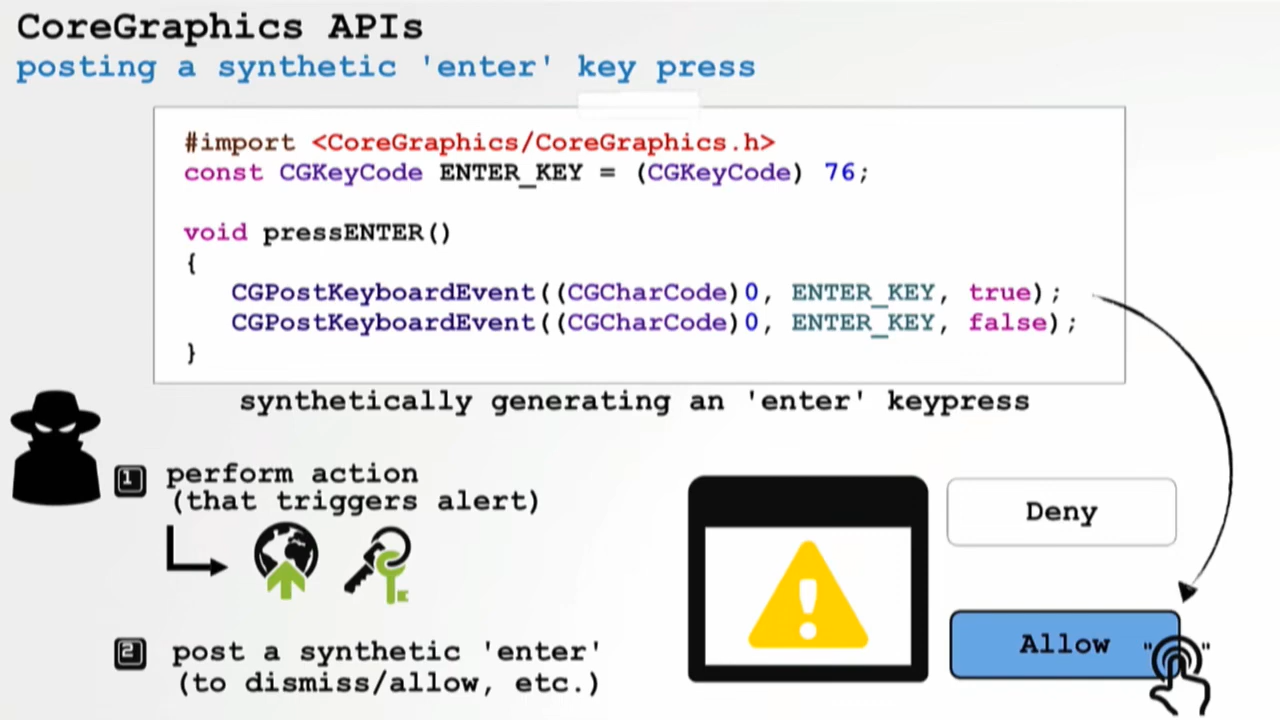 CoreGraphics APIs
posting a synthetic 'enter' key press
#import <CoreGraphics/CoreGraphics.h>
const CGKeyCode ENTER_KEY = (CGKeyCode) 76;
void pressENTER()
{
CGPostKeyboardEvent((CGCharCode)0, ENTER_KEY, true);
CGPostKeyboardEvent((CGCharCode)0, ENTER_KEY, false);
}
synthetically generating an 'enter' keypress
1 perform action
(that triggers alert)
Deny
Allow " "
2 post a synthetic 'enter'
(to dismiss/allow, etc.)